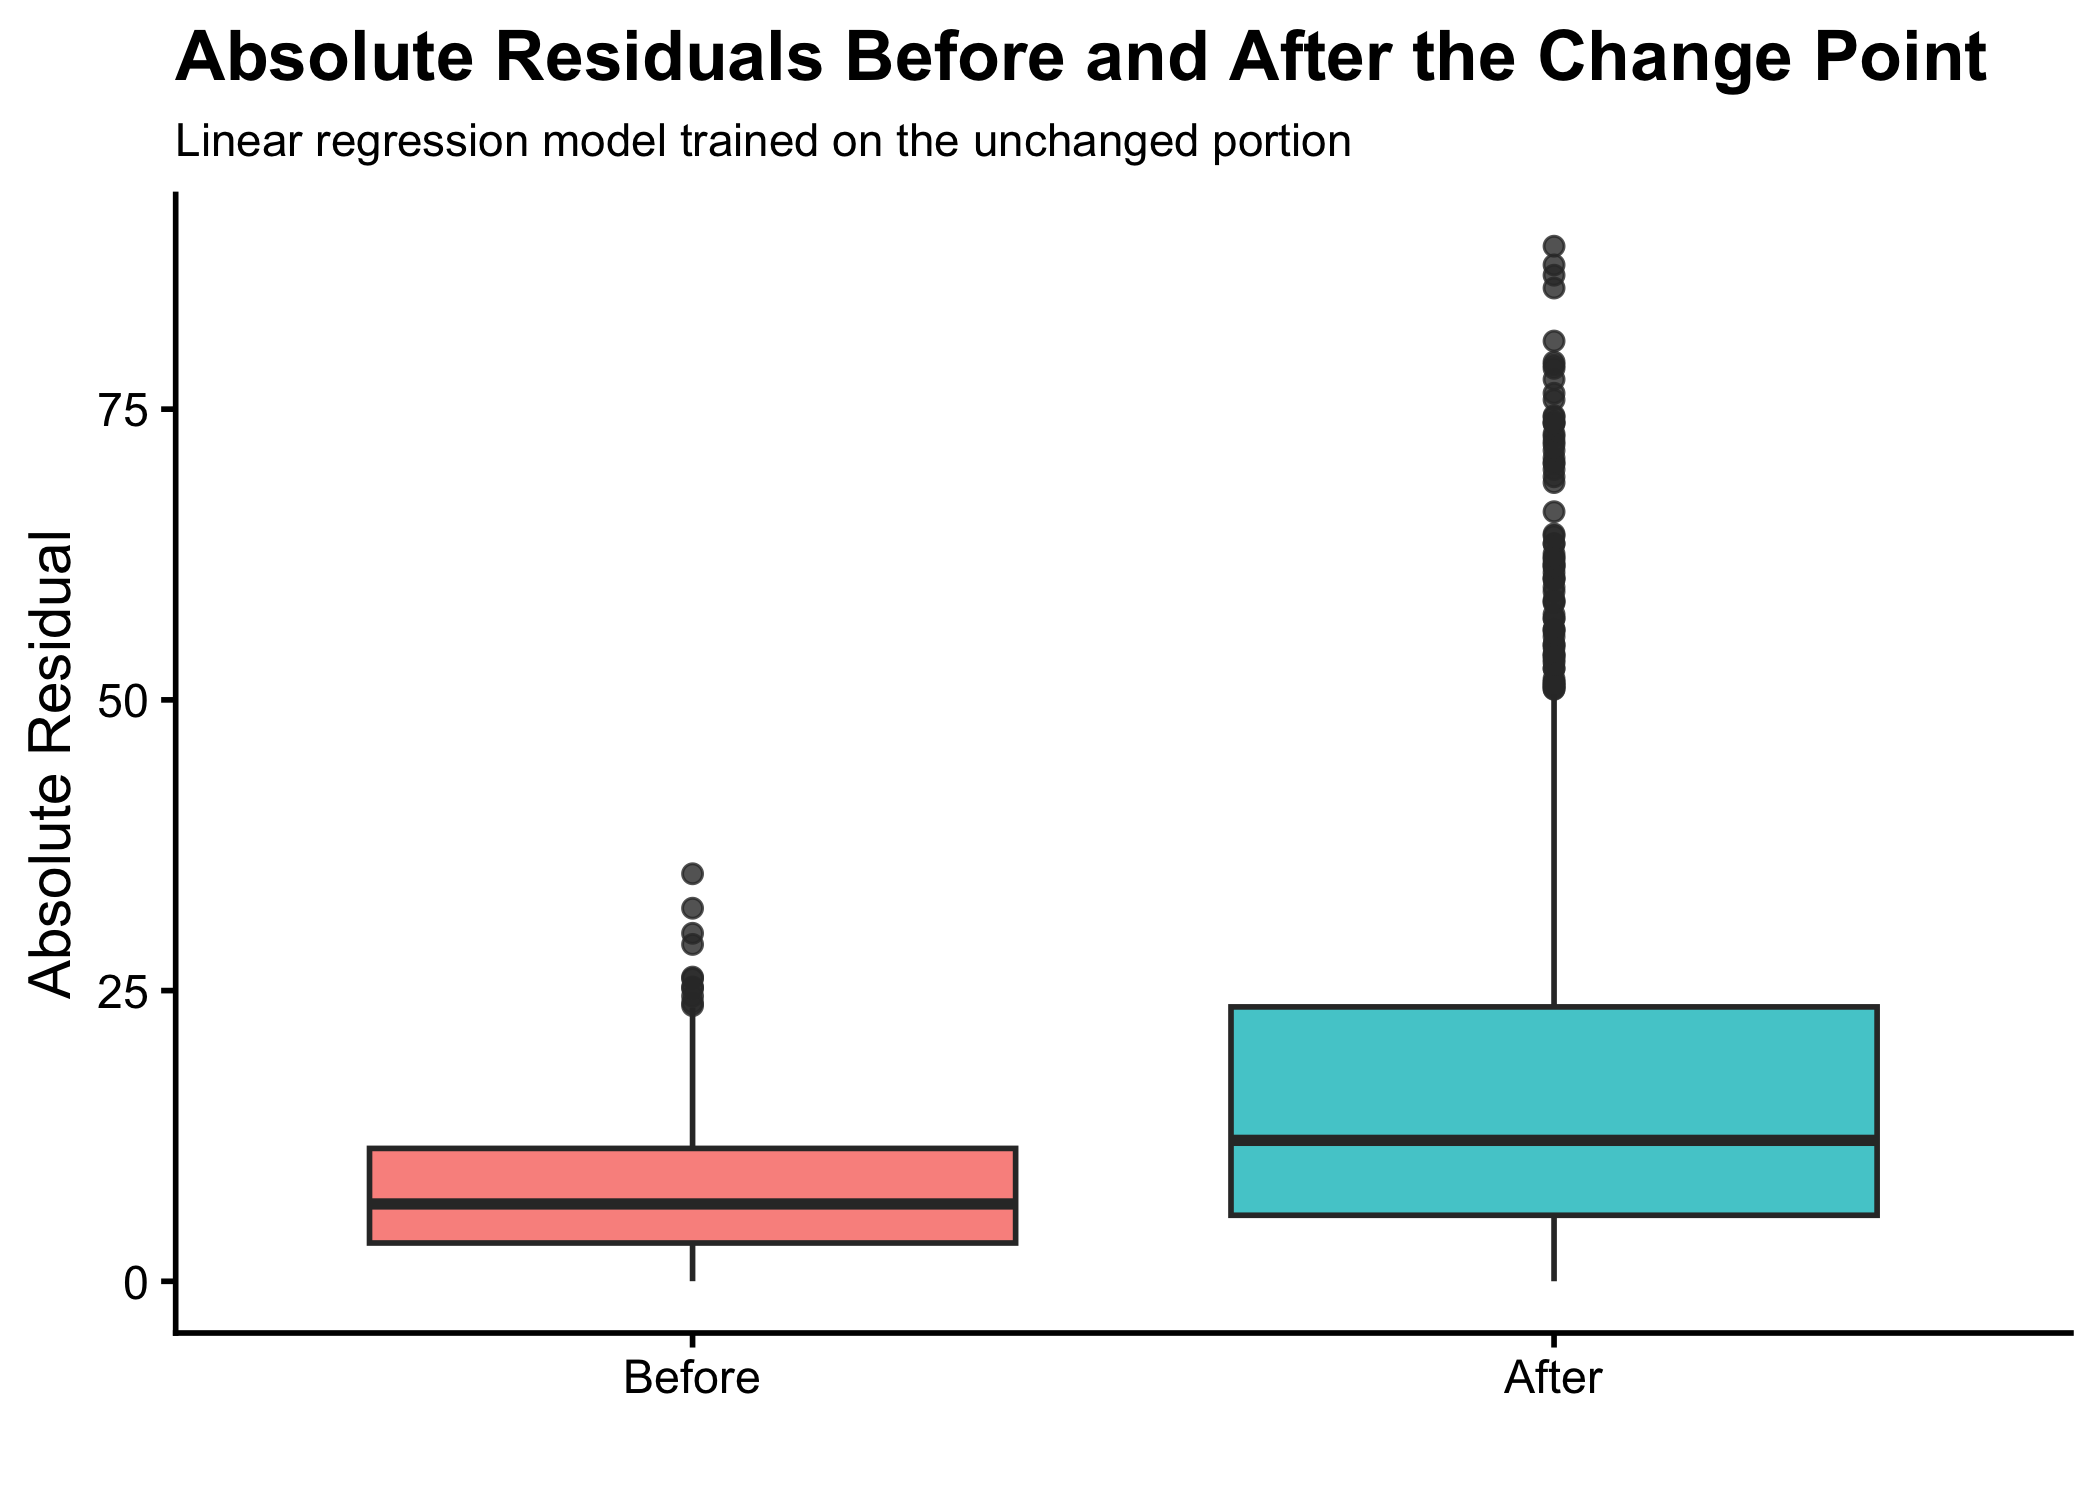 Absolute Residuals Before and After the Change Point
Linear regression model trained on the unchanged portion
Absolute Residual
75
50
25
0
Before
After